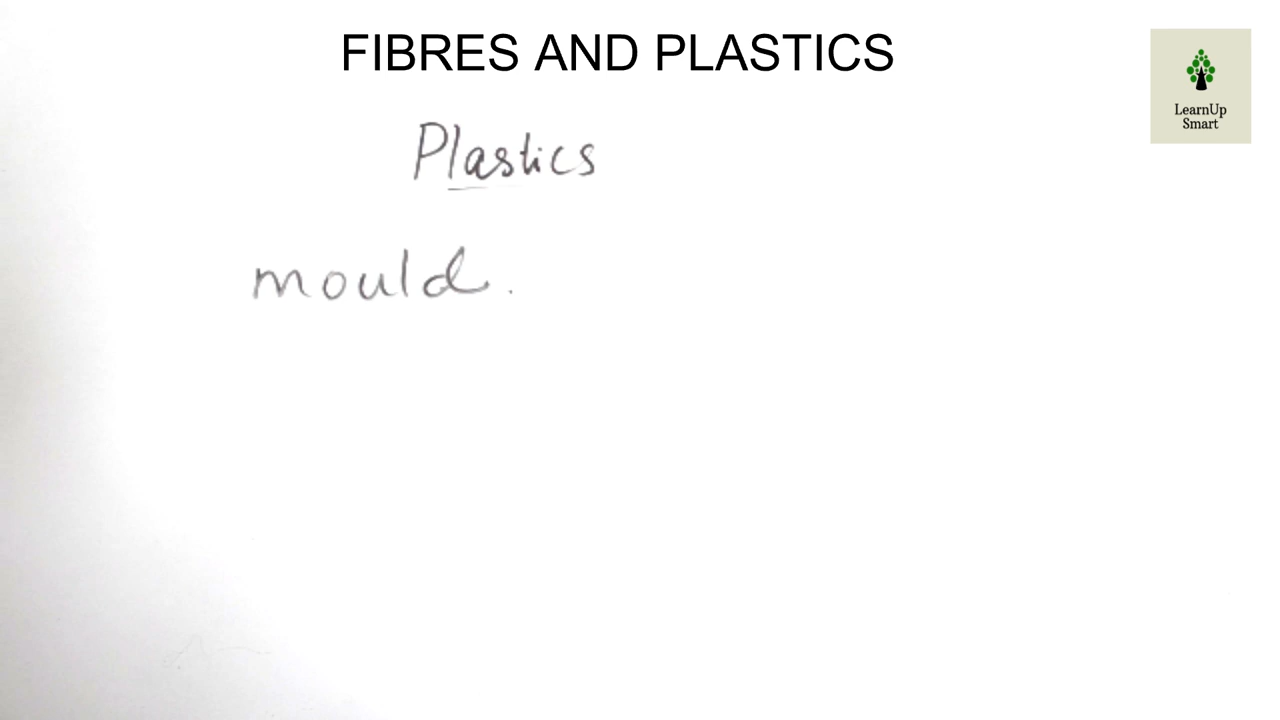 FIBRES AND PLASTICS
LearnUp
Smart
Plastics
mould.